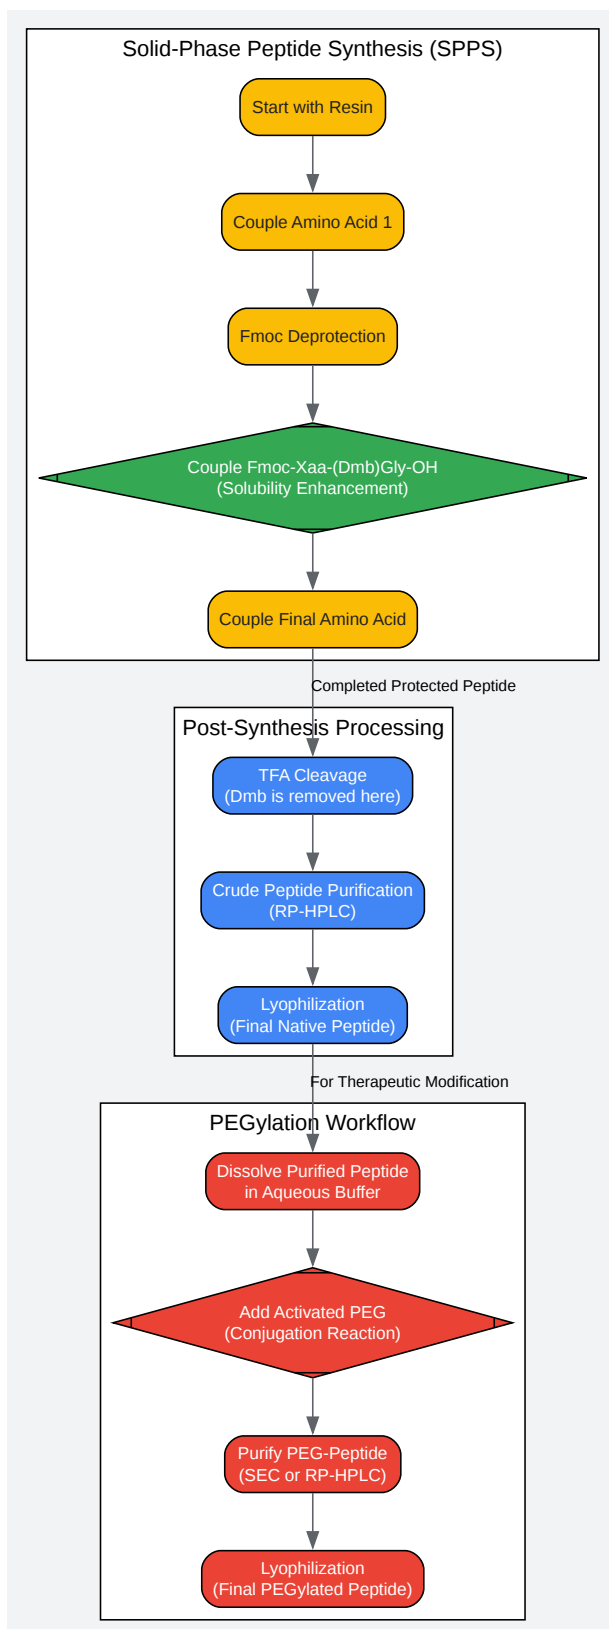 Solid-Phase Peptide Synthesis (SPPS)
Start with Resin
Couple Amino Acid 1
Fmoc Deprotection
Couple Fmoc-Xaa-(Dmb)Gly-OH
(Solubility Enhancement)
Couple Final Amino Acid
Completed Protected Peptide
Post-Synthesis Processing
TFA Cleavage
(Dmb is removed here)
Crude Peptide Purification
(RP-HPLC)
Lyophilization
(Final Native Peptide)
For Therapeutic Modification
PEGylation Workflow
Dissolve Purified Peptide
in Aqueous Buffer
Add Activated PEG
(Conjugation Reaction)
Purify PEG-Peptide
(SEC or RP-HPLC)
Lyophilization
(Final PEGylated Peptide)